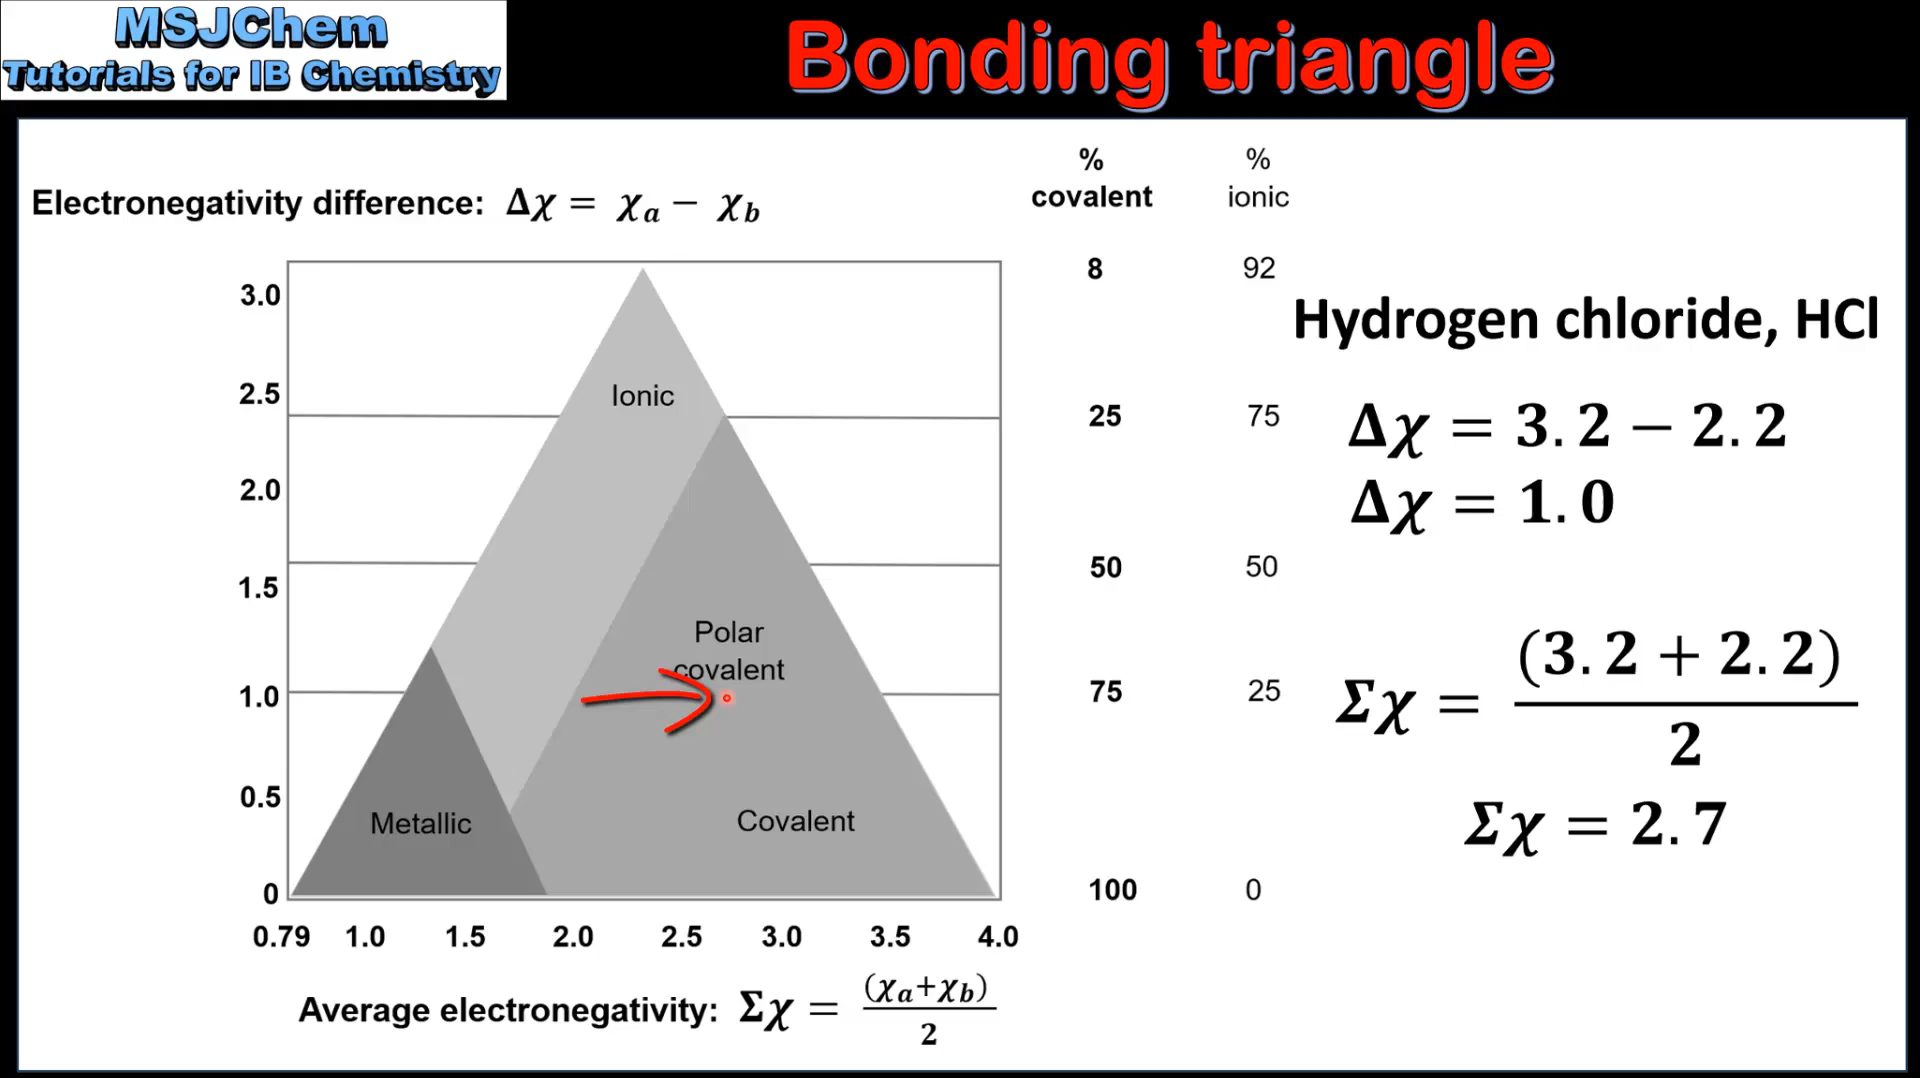 MSJChem
Tutorials for IB Chemistry
Bonding triangle
Electronegativity difference: Δχ = χa − χb
% covalent
% ionic
3.0
2.5
2.0
1.5
1.0
0.5
0
Ionic
Polar
covalent
Metallic
Covalent
0.79 1.0 1.5 2.0 2.5 3.0 3.5 4.0
Average electronegativity: Σχ = (χa+χb)/2
8 92
25 75
50 50
75 25
100 0
Hydrogen chloride, HCl
Δχ = 3.2 − 2.2
Δχ = 1.0
Σχ = (3.2 + 2.2)/2
Σχ = 2.7